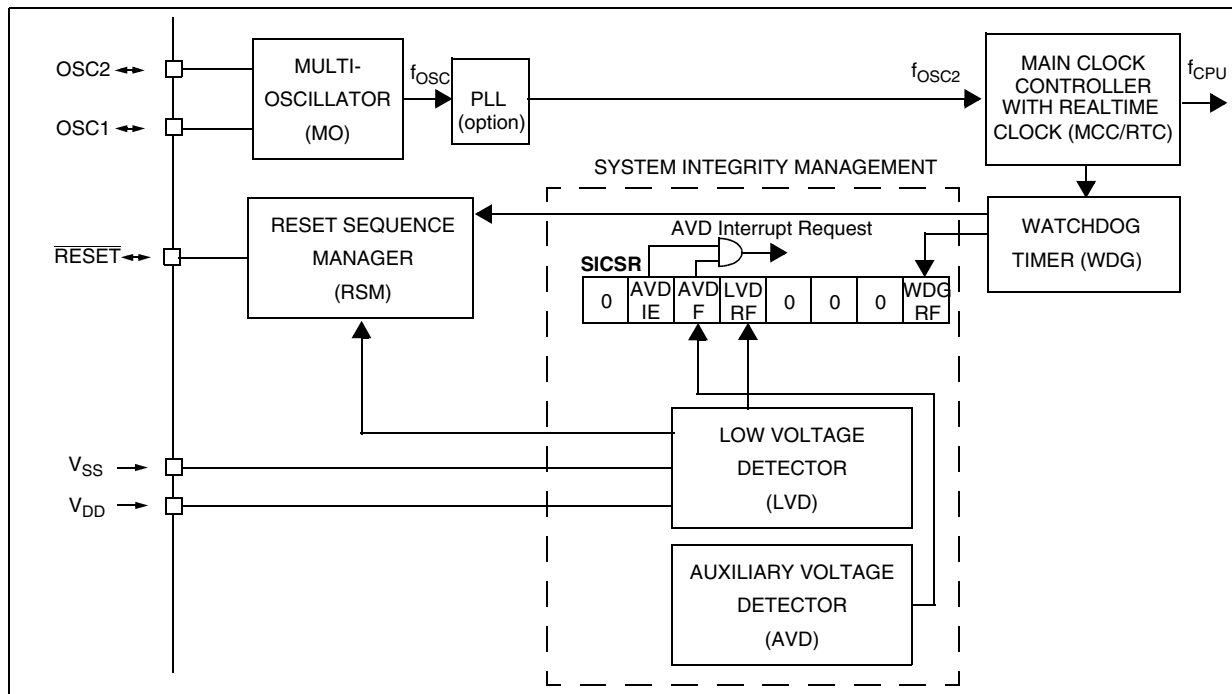 OSC2
OSC1
MULTI-
OSCILLATOR
(MO)
fOSC
PLL
(option)
fOSC2
MAIN CLOCK
CONTROLLER
WITH REALTIME
CLOCK (MCC/RTC)
fCPU
SYSTEM INTEGRITY MANAGEMENT
RESET
RESET SEQUENCE
MANAGER
(RSM)
AVD Interrupt Request
WATCHDOG
TIMER (WDG)
SICSR
0
AVD
IE
AVD
F
LVD
RF
0
0
0
WDG
RF
VSS
VDD
LOW VOLTAGE
DETECTOR
(LVD)
AUXILIARY VOLTAGE
DETECTOR
(AVD)